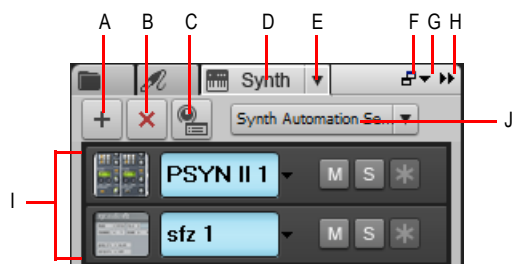 A B C D E F G H
Synth
Synth Automation Se... J
I
PSYN II 1 M S
sfz 1 M S